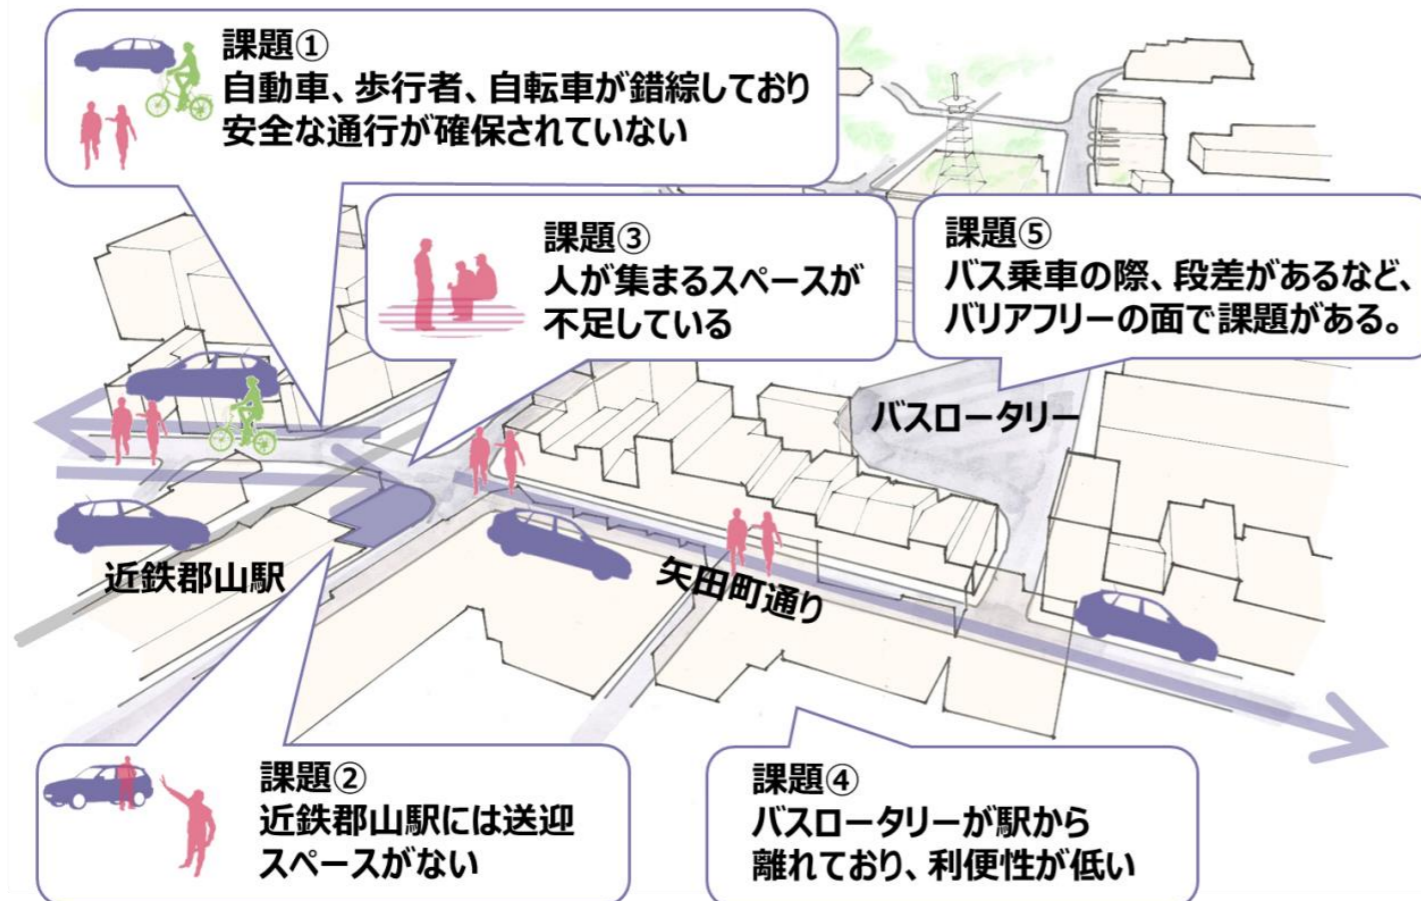 課題①
自動車、歩行者、自転車が錯綜しており
安全な通行が確保されていない
課題③
人が集まるスペースが
不足している
課題⑤
バス乗車の際、段差があるなど、
バリアフリーの面で課題がある。
バスロータリー
近鉄郡山駅
矢田町通り
課題②
近鉄郡山駅には送迎
スペースがない
課題④
バスロータリーが駅から
離れており、利便性が低い